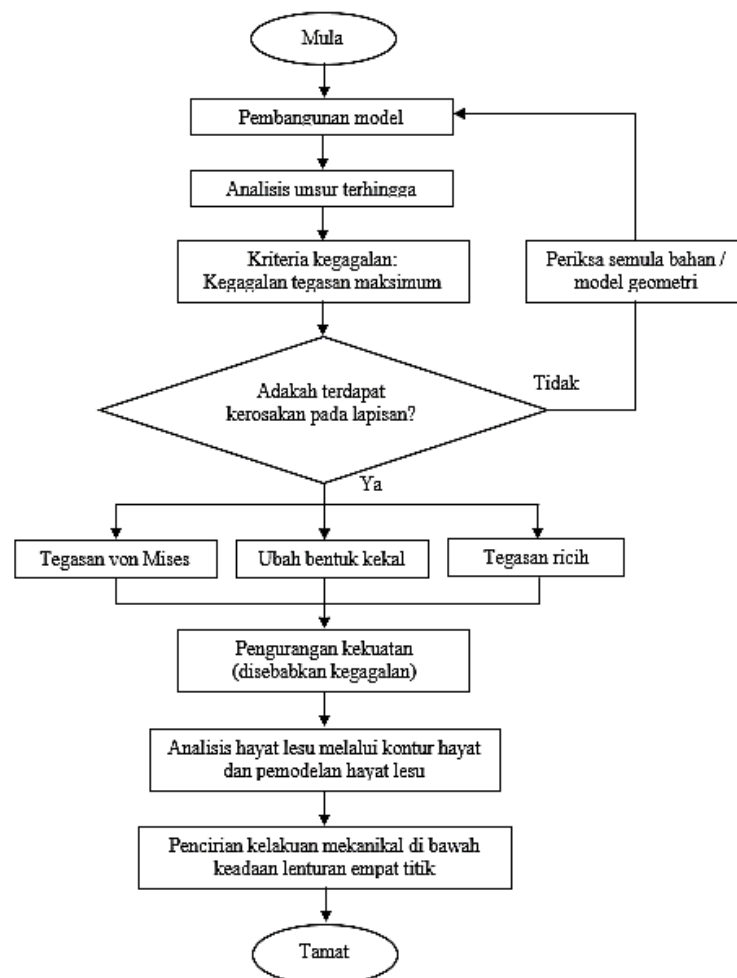 Mula
Pembangunan model
Analisis unsur terhingga
Kriteria kegagalan:
Kegagalan tegasan maksimum
Periksa semula bahan /
model geometri
Adakah terdapat
kerosakan pada lapisan?
Tidak
Ya
Tegasan von Mises
Ubah bentuk kekal
Tegasan ricih
Pengurangan kekuatan
(disebabkan kegagalan)
Analisis hayat lesu melalui kontur hayat
dan pemodelan hayat lesu
Pencirian kelakuan mekanikal di bawah
keadaan lenturan empat titik
Tamat